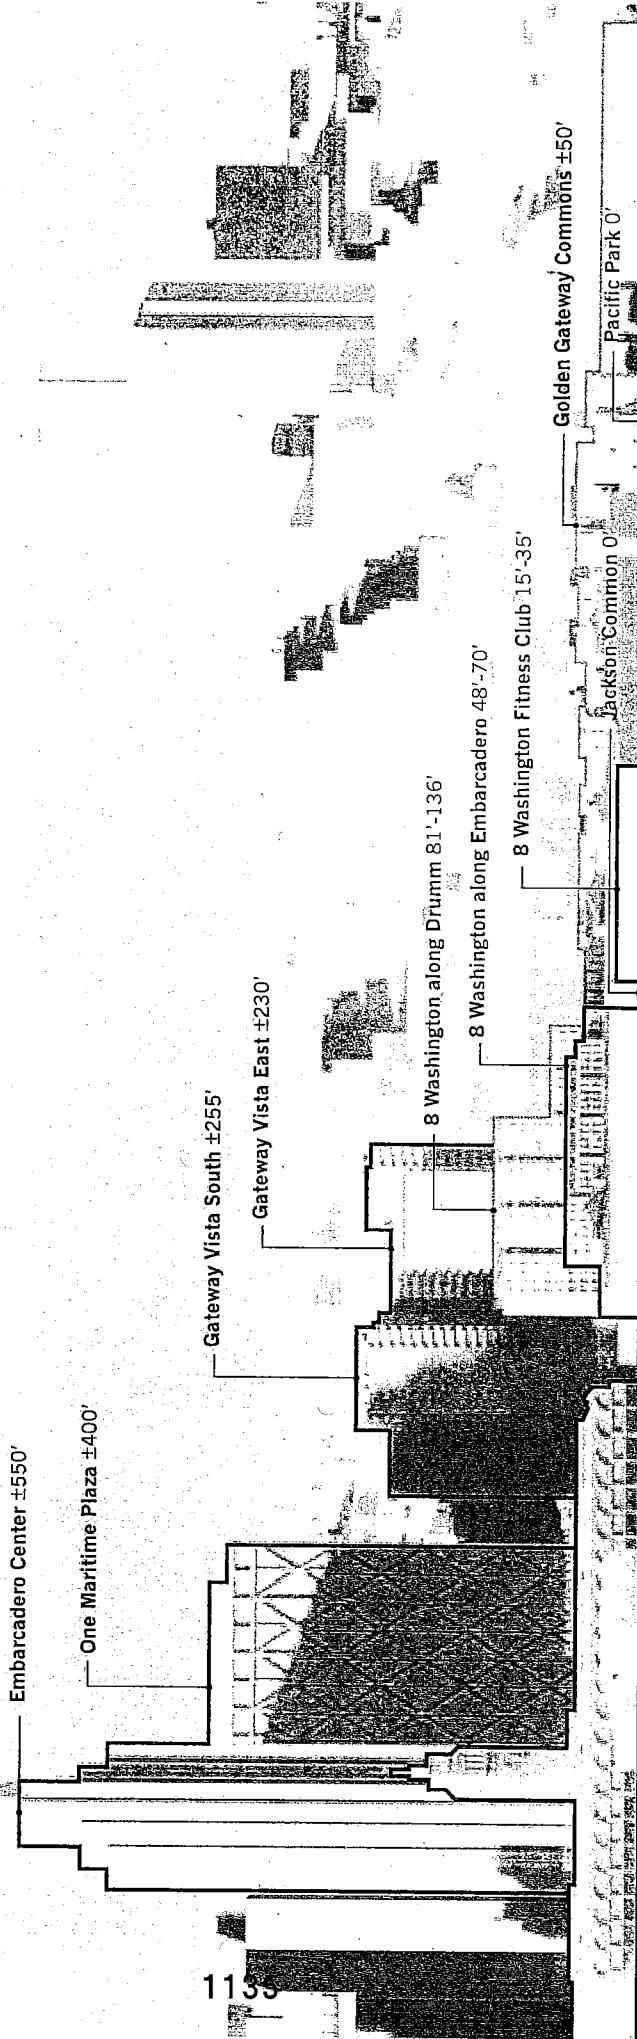 Embarcadero Center ±550'
One Maritime Plaza ±400'
Gateway Vista South ±255'
Gateway Vista East ±230'
8 Washington along Drumm 81'-136'
8 Washington along Embarcadero 48'-70'
8 Washington Fitness Club 15'-35'
Jackson Common 0'
Golden Gateway Commons ±50'
Pacific Park 0'
1135